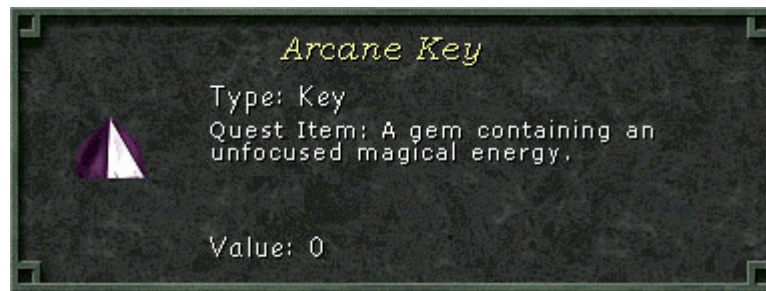 Arcane Key
Type: Key
Quest Item: A gem containing an
unfocused magical energy.
Value: 0